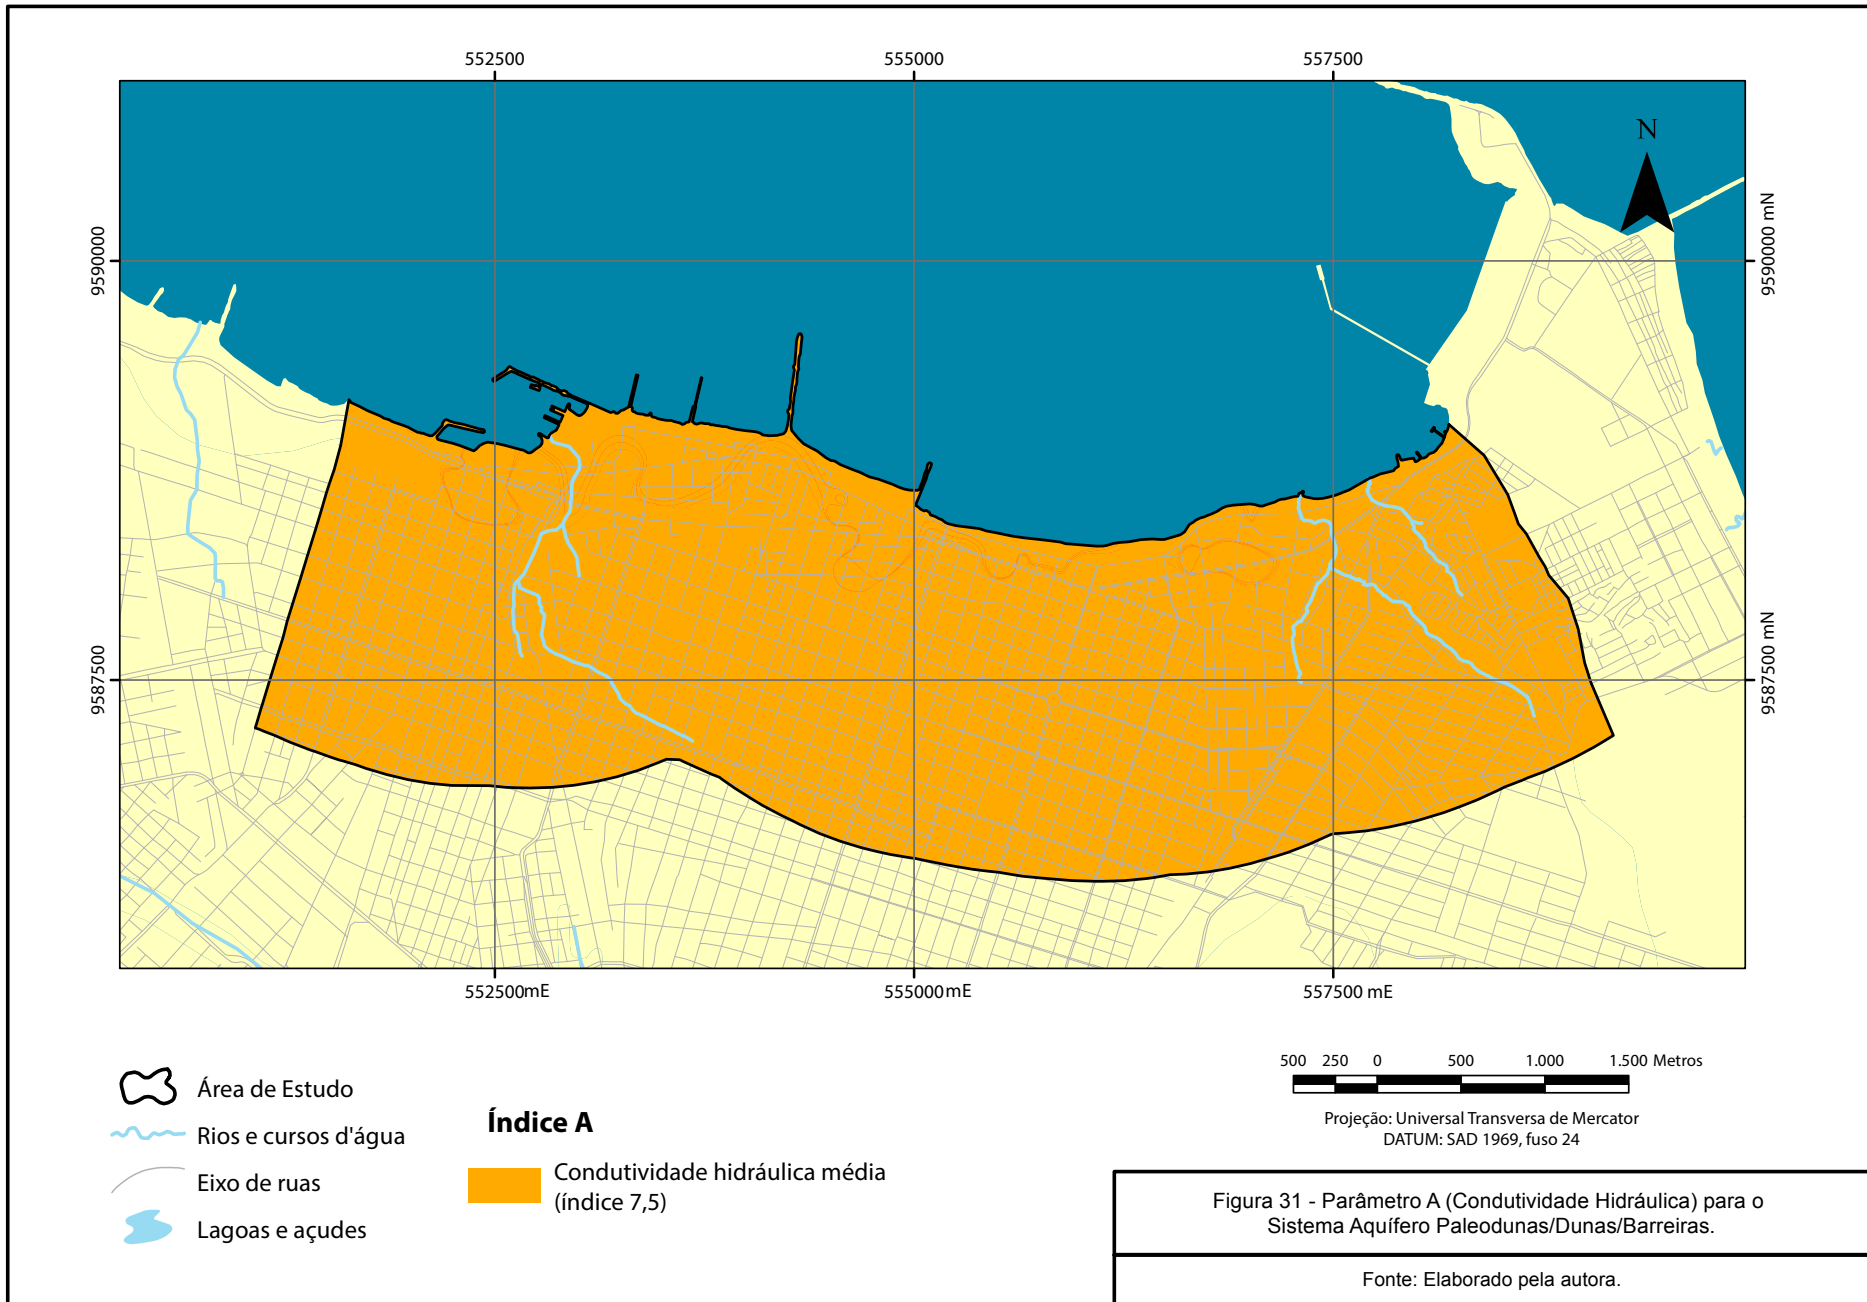 552500
555000
557500
N
9590000
9590000 mN
9587500
9587500 mN
552500mE
555000mE
557500 mE
Área de Estudo
Rios e cursos d'água
Eixo de ruas
Lagoas e açudes
Índice A
Condutividade hidráulica média
(índice 7,5)
500 250 0 500 1.000 1.500 Metros
Projeção: Universal Transversa de Mercator
DATUM: SAD 1969, fuso 24
Figura 31 - Parâmetro A (Condutividade Hidráulica) para o
Sistema Aquífero Paleodunas/Dunas/Barreiras.
Fonte: Elaborado pela autora.